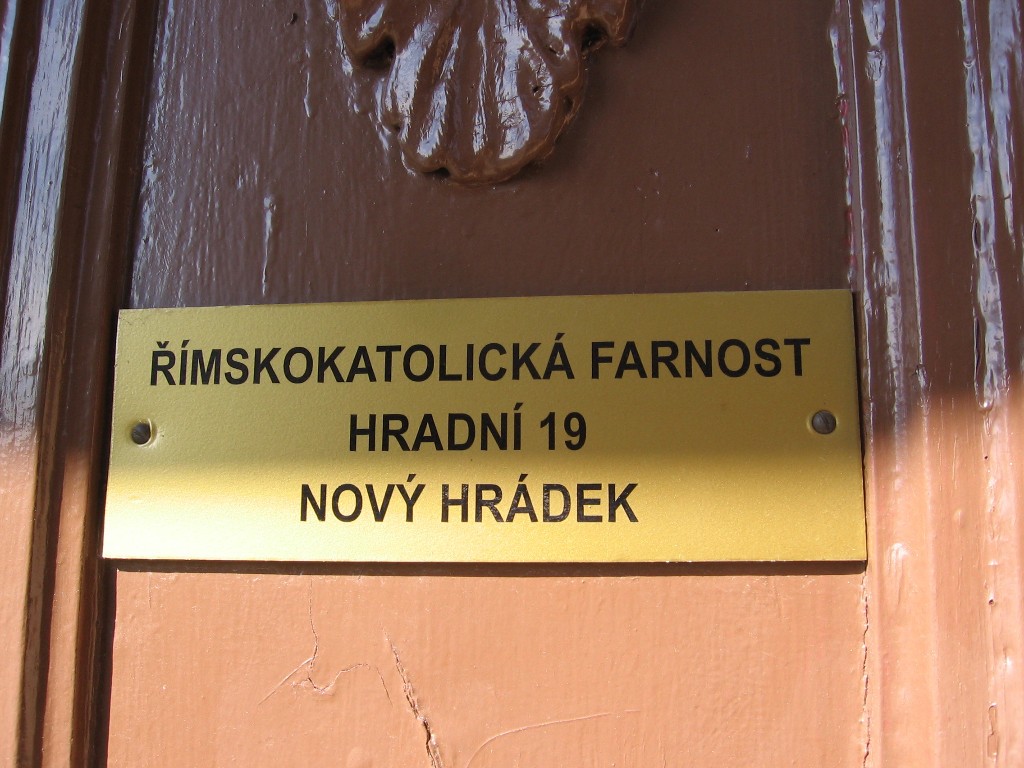 ŘÍMSKOKATOLICKÁ FARNOST
HRADNÍ 19
NOVÝ HRÁDEK